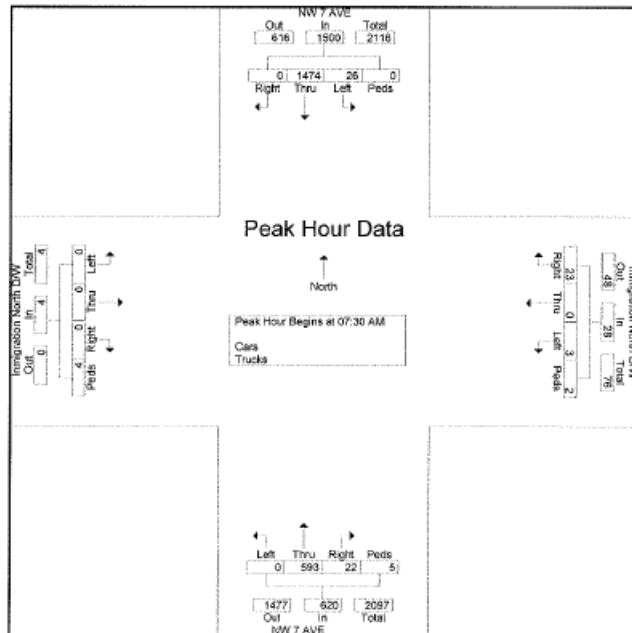 NW 7 AVE
Out In Total
616 1500 2116
0 1474 26 0
Right Thru Left Peds
Peak Hour Data
North
Peak Hour Begins at 07:30 AM
Cars
Trucks
Immigration North D/W
Out In Total
0 4 4
Left Thru Right Peds
0 0 0 4
Immigration North D/W
Out In Total
48 28 76
Right Thru Left Peds
23 0 3 2
Left Thru Right Peds
0 593 22 5
1477 620 2097
Out In Total
NW 7 AVE